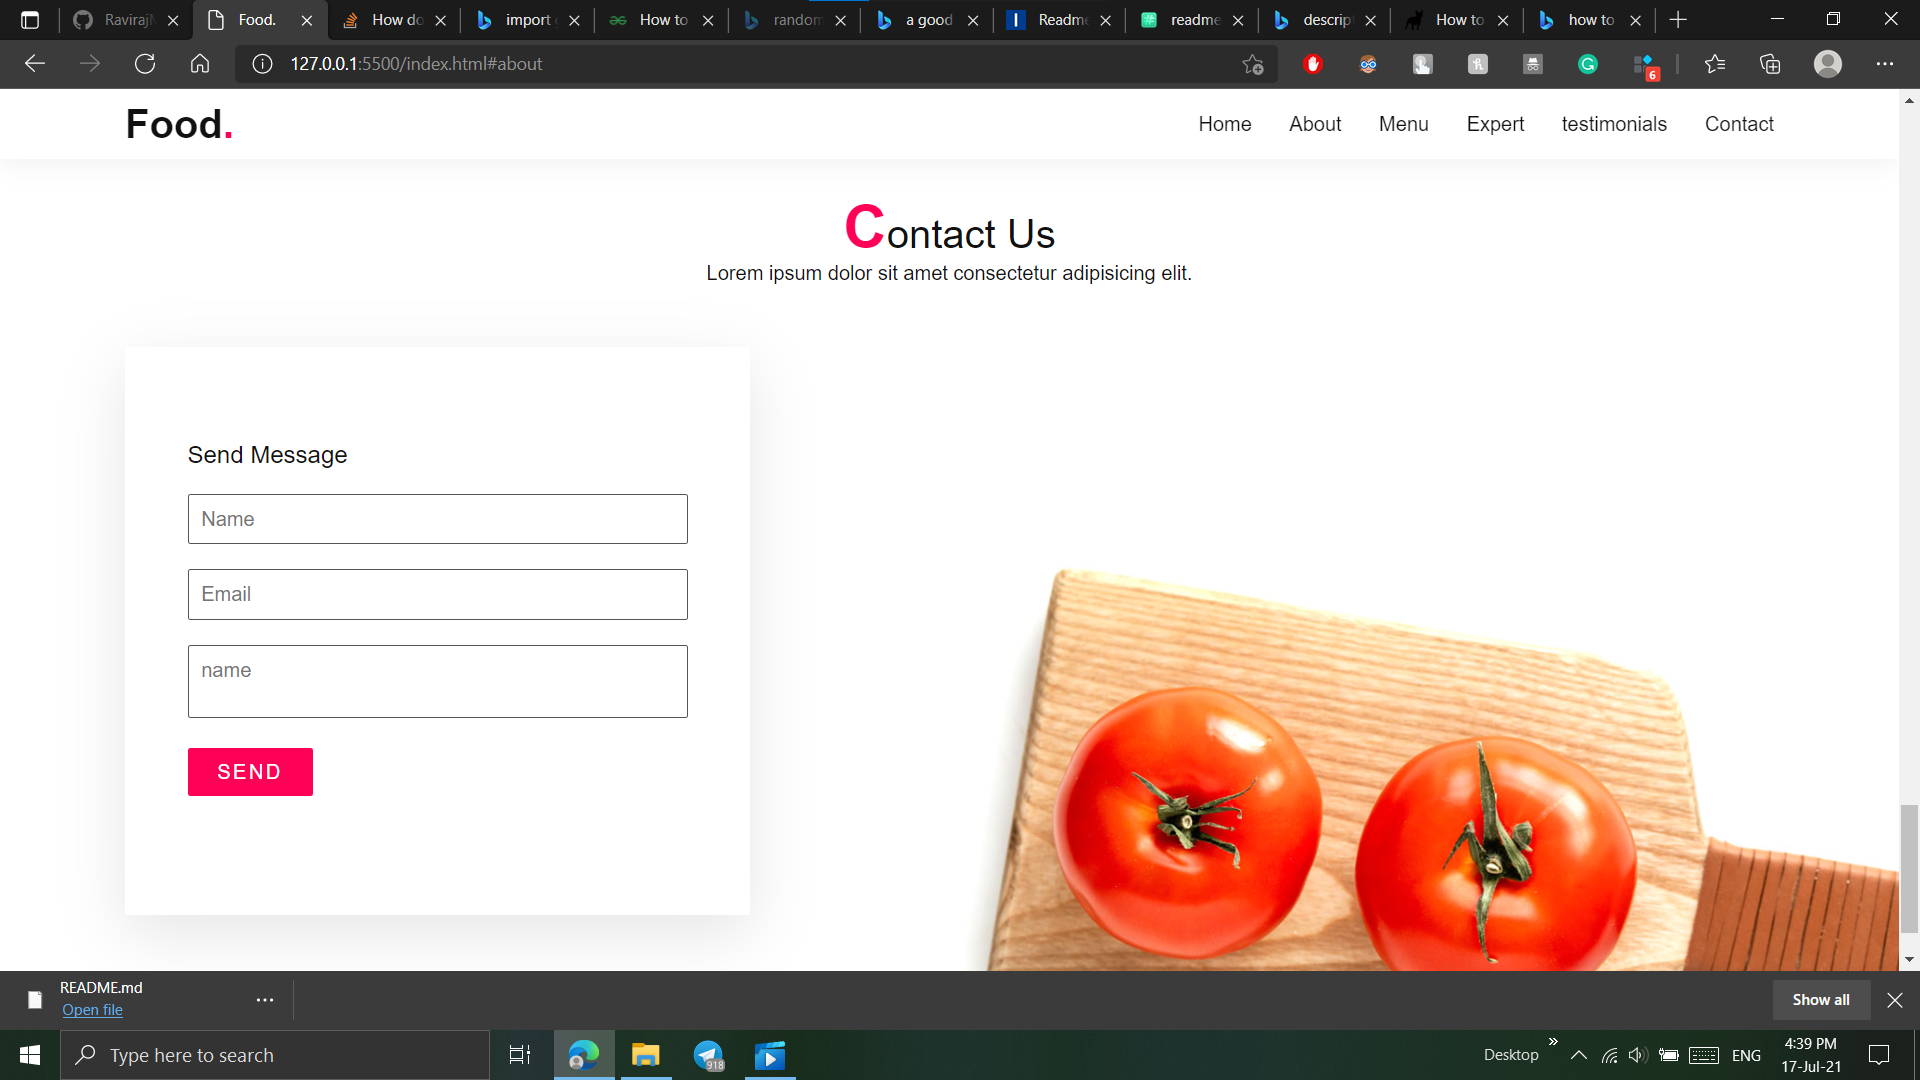 Raviraj
Food.
How do
import
How to
random
a good
Readme
readme
descrip
How to
how to
127.0.0.1:5500/index.html#about
6
Food.
Home About Menu Expert testimonials Contact
Contact Us
Lorem ipsum dolor sit amet consectetur adipisicing elit.
Send Message
Name
Email
name
SEND
README.md
Open file
Show all
Type here to search
918
Desktop
ENG
4:39 PM
17-Jul-21